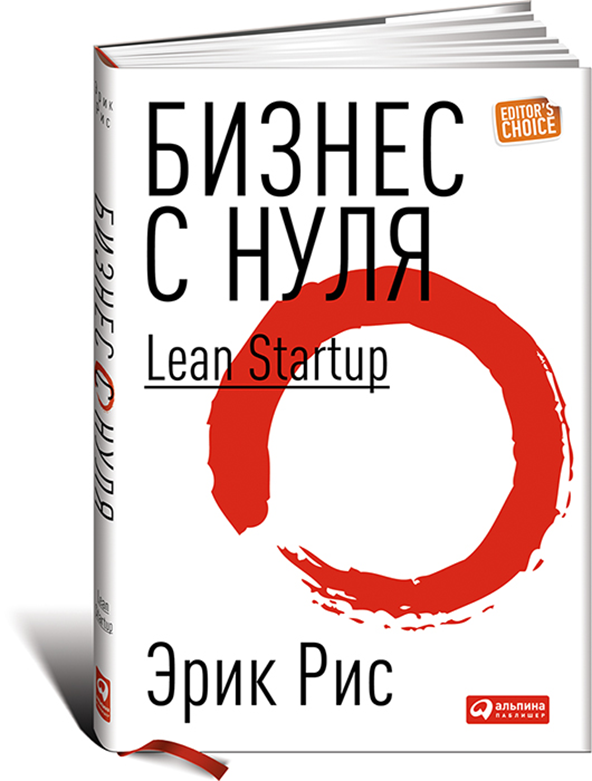 EDITOR'S
CHOICE
БИЗНЕС
С НУЛЯ
Lean Startup
Эрик Рис
альпина
ПАБЛИШЕР
Эрик
Рис
БИЗНЕС С НУЛЯ
Lean
Startup